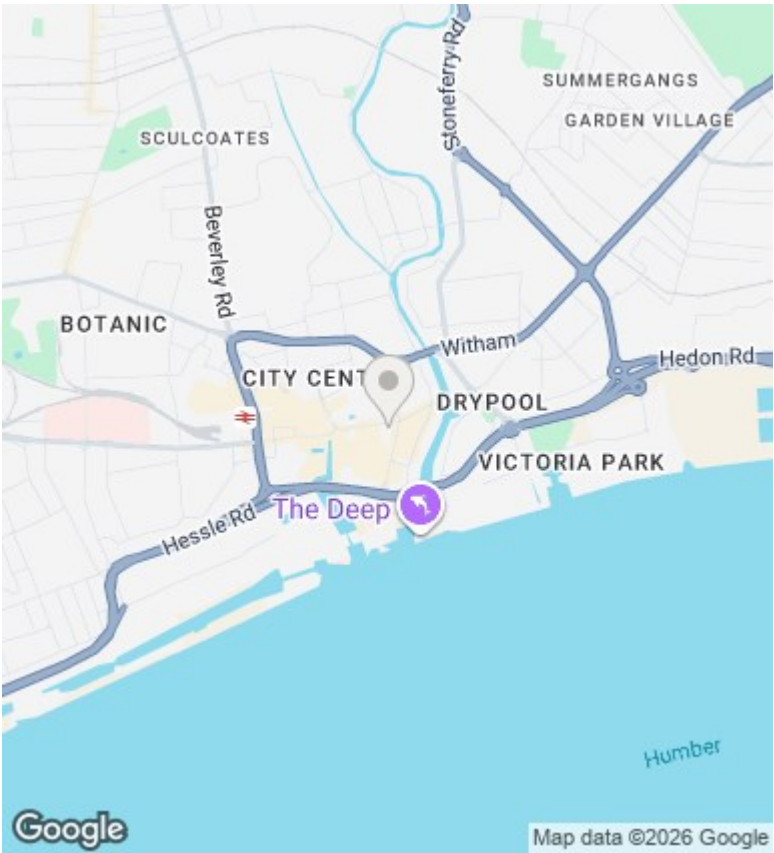 Stoneferry Rd
SUMMERGANGS
GARDEN VILLAGE
SCULCOATES
Beverley Rd
BOTANIC
Witham
Hedon Rd
CITY CENT
DRYPOOL
VICTORIA PARK
The Deep
Hessle Rd
Humber
Google
Map data ©2026 Google